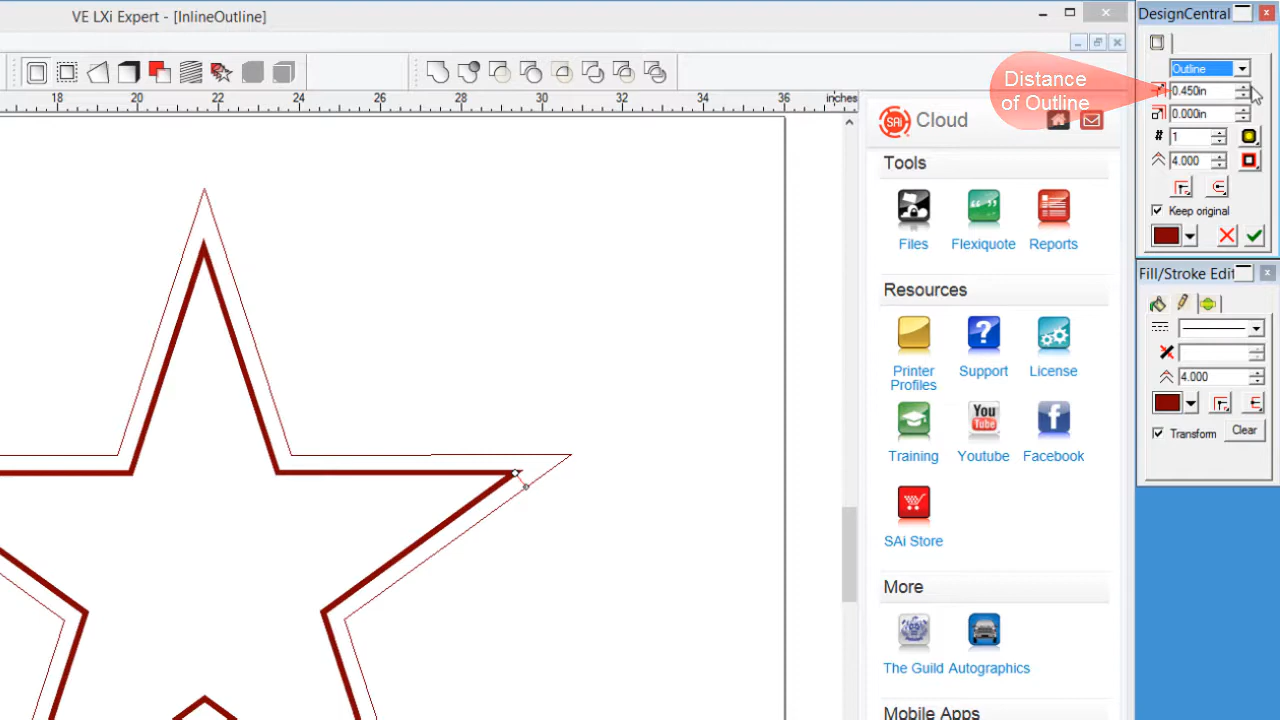 VE LXi Expert - [InlineOutline]
18 20 22 24 26 28 30 32 34 36 inches
Distance
of Outline
SAi Cloud
Tools
Files Flexiquote Reports
Resources
Printer
Profiles
Support License
You
Tube
Training Youtube Facebook
SAi Store
More
The Guild Autographics
Mobile Apps
DesignCentral
Outline
0.450in
0.000in
# 1
4.000
Keep original
Fill/Stroke Edit
4.000
Transform Clear